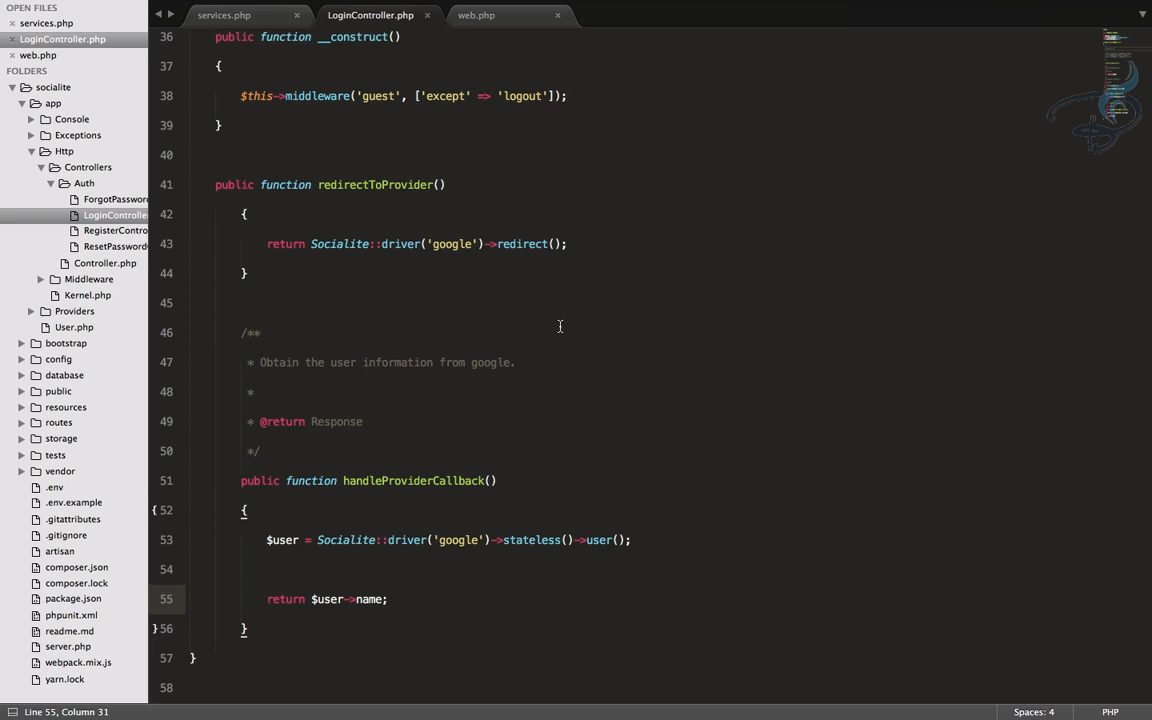 OPEN FILES
services.php
LoginController.php
web.php
FOLDERS
socialite
app
Console
Exceptions
Http
Controllers
Auth
ForgotPasswor
LoginControlle
RegisterContro
ResetPassword
Controller.php
Middleware
Kernel.php
Providers
User.php
bootstrap
config
database
public
resources
routes
storage
tests
vendor
.env
.env.example
.gitattributes
.gitignore
artisan
composer.json
composer.lock
package.json
phpunit.xml
readme.md
server.php
webpack.mix.js
yarn.lock
services.php LoginController.php web.php
36 public function __construct()
37 {
38 $this->middleware('guest', ['except' => 'logout']);
39 }
40
41 public function redirectToProvider()
42 {
43 return Socialite::driver('google')->redirect();
44 }
45
46 /**
47 * Obtain the user information from google.
48 *
49 * @return Response
50 */
51 public function handleProviderCallback()
{ 52 {
53 $user = Socialite::driver('google')->stateless()->user();
54
55 return $user->name;
} 56 }
57 }
58
Line 55, Column 31 Spaces: 4 PHP